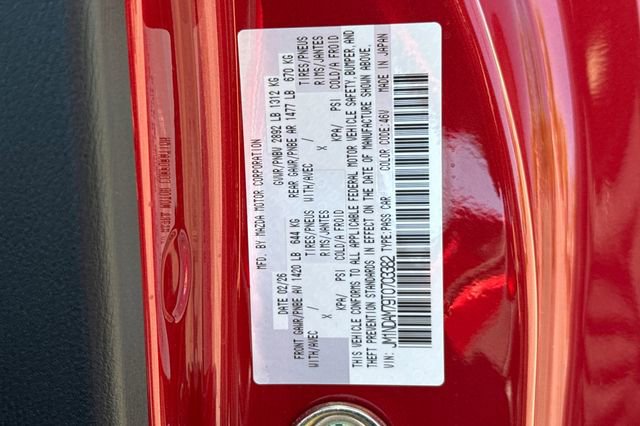 MFD. BY MAZDA MOTOR CORPORATION
DATE 02/26 GVWR/PNBV 2892 LB 1312 KG
FRONT GAWR/PNBE AV 1420 LB 644 KG REAR GAWR/PNBE AR 1477 LB 670 KG
WITH/AVEC / TIRES/PNEUS WITH/AVEC / TIRES/PNEUS
X RIMS/JANTES X RIMS/JANTES
KPA/ PSI COLD/A FROID KPA/ PSI COLD/A FROID
THIS VEHICLE CONFORMS TO ALL APPLICABLE FEDERAL MOTOR VEHICLE SAFETY,BUMPER,AND
THEFT PREVENTION STANDARDS IN EFFECT ON THE DATE OF MANUFACTURE SHOWN ABOVE.
VIN: JM1NDAM79T0703382 TYPE:PASS CAR COLOR CODE:46V MADE IN JAPAN